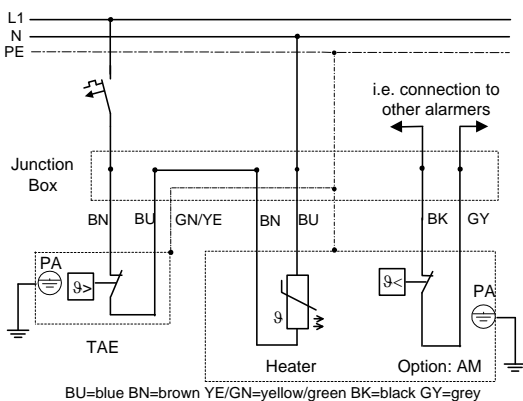 L1
N
PE
i.e. connection to
other alarmers
Junction
Box
BN BU GN/YE BN BU BK GY
PA
ϑ>
ϑ
ϑ<
PA
TAE
Heater
Option: AM
BU=blue BN=brown YE/GN=yellow/green BK=black GY=grey